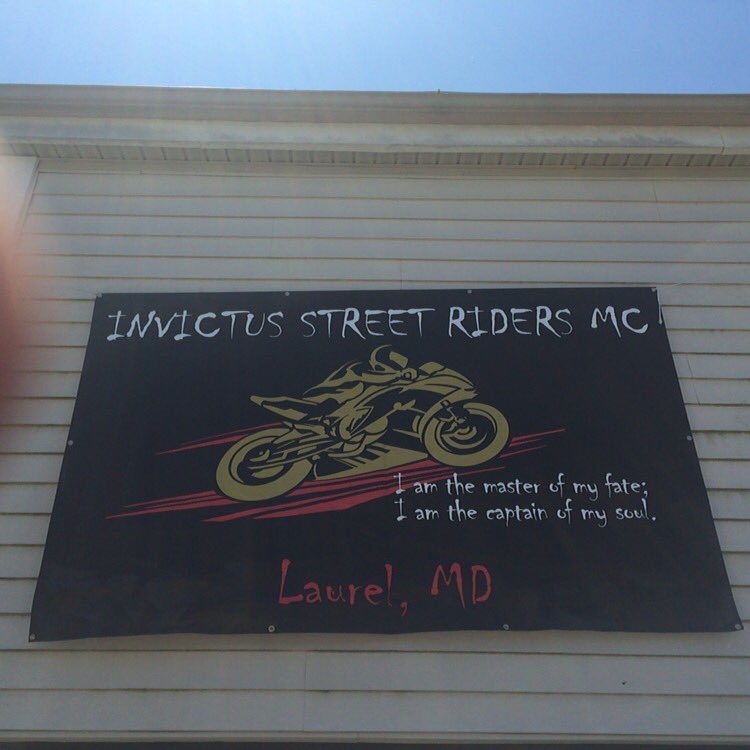 INVICTUS STREET RIDERS MC
I am the master of my fate;
I am the captain of my soul.
Laurel, MD